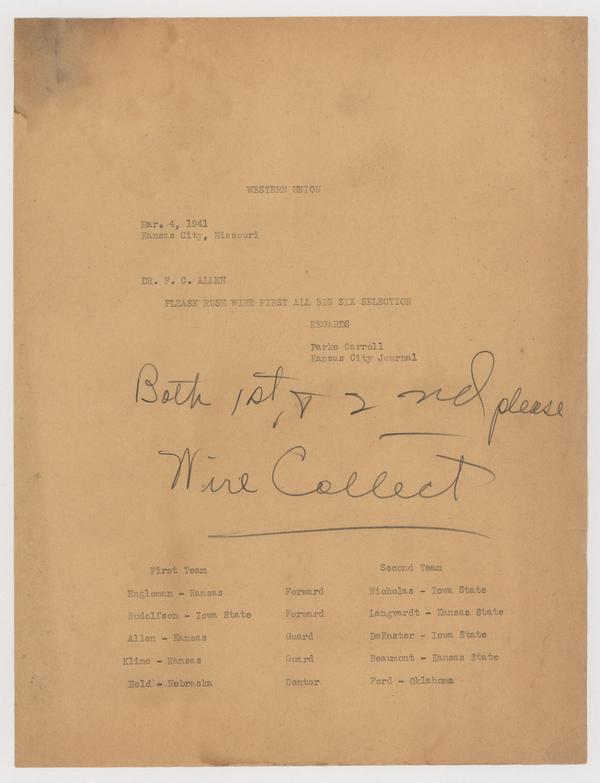 WESTERN UNION
Mar. 4, 1941
Kansas City, Missouri
DR. F. C. ALLEN
PLEASE RUSH WIRE FIRST ALL BIG SIX SELECTION
REGARDS
Parke Carroll
Kansas City Journal
Both 1st, & 2nd please
Wire Collect
First Team Second Team
Engleman - Kansas Forward Nicholas - Iowa State
Budolfson - Iowa State Forward Langvardt - Kansas State
Allen - Kansas Guard DeKoster - Iowa State
Kline - Kansas Guard Beaumont - Kansas State
Held - Nebraska Center Ford - Oklahoma